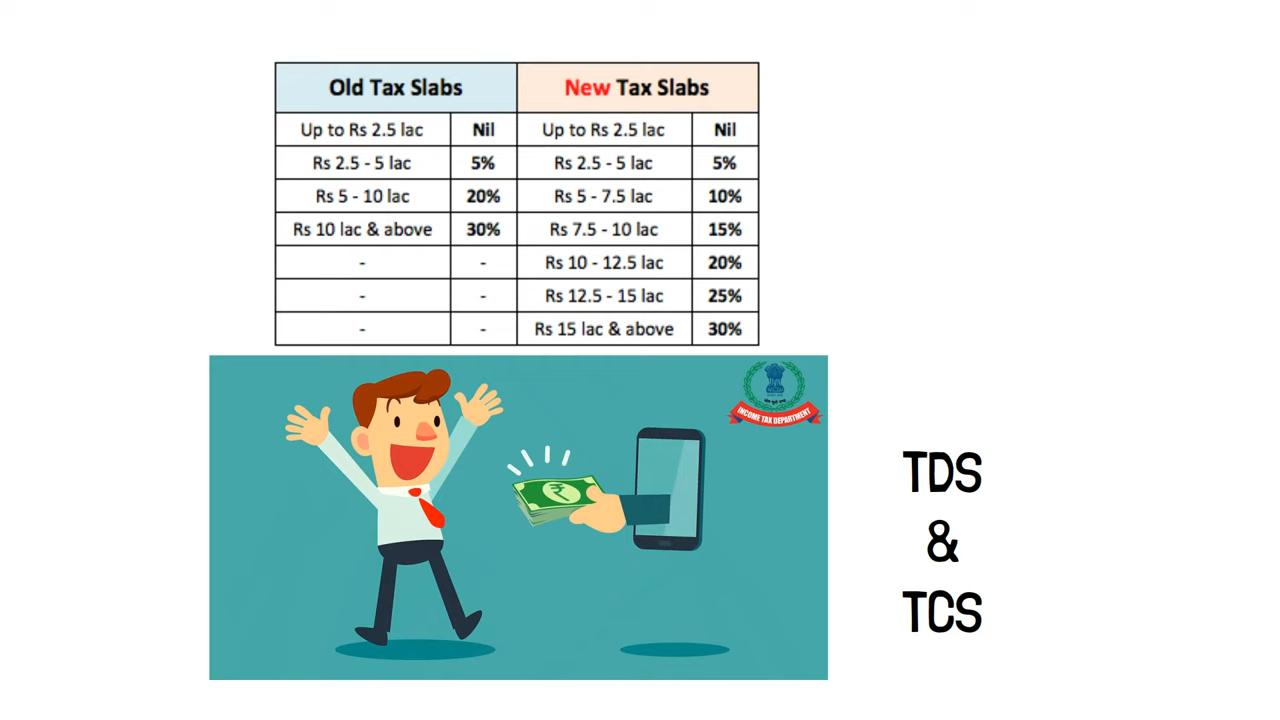 Old Tax Slabs New Tax Slabs
Up to Rs 2.5 lac Nil Up to Rs 2.5 lac Nil
Rs 2.5 - 5 lac 5% Rs 2.5 - 5 lac 5%
Rs 5 - 10 lac 20% Rs 5 - 7.5 lac 10%
Rs 10 lac & above 30% Rs 7.5 - 10 lac 15%
- - Rs 10 - 12.5 lac 20%
- - Rs 12.5 - 15 lac 25%
- - Rs 15 lac & above 30%
INCOME TAX DEPARTMENT
₹
TDS
&
TCS